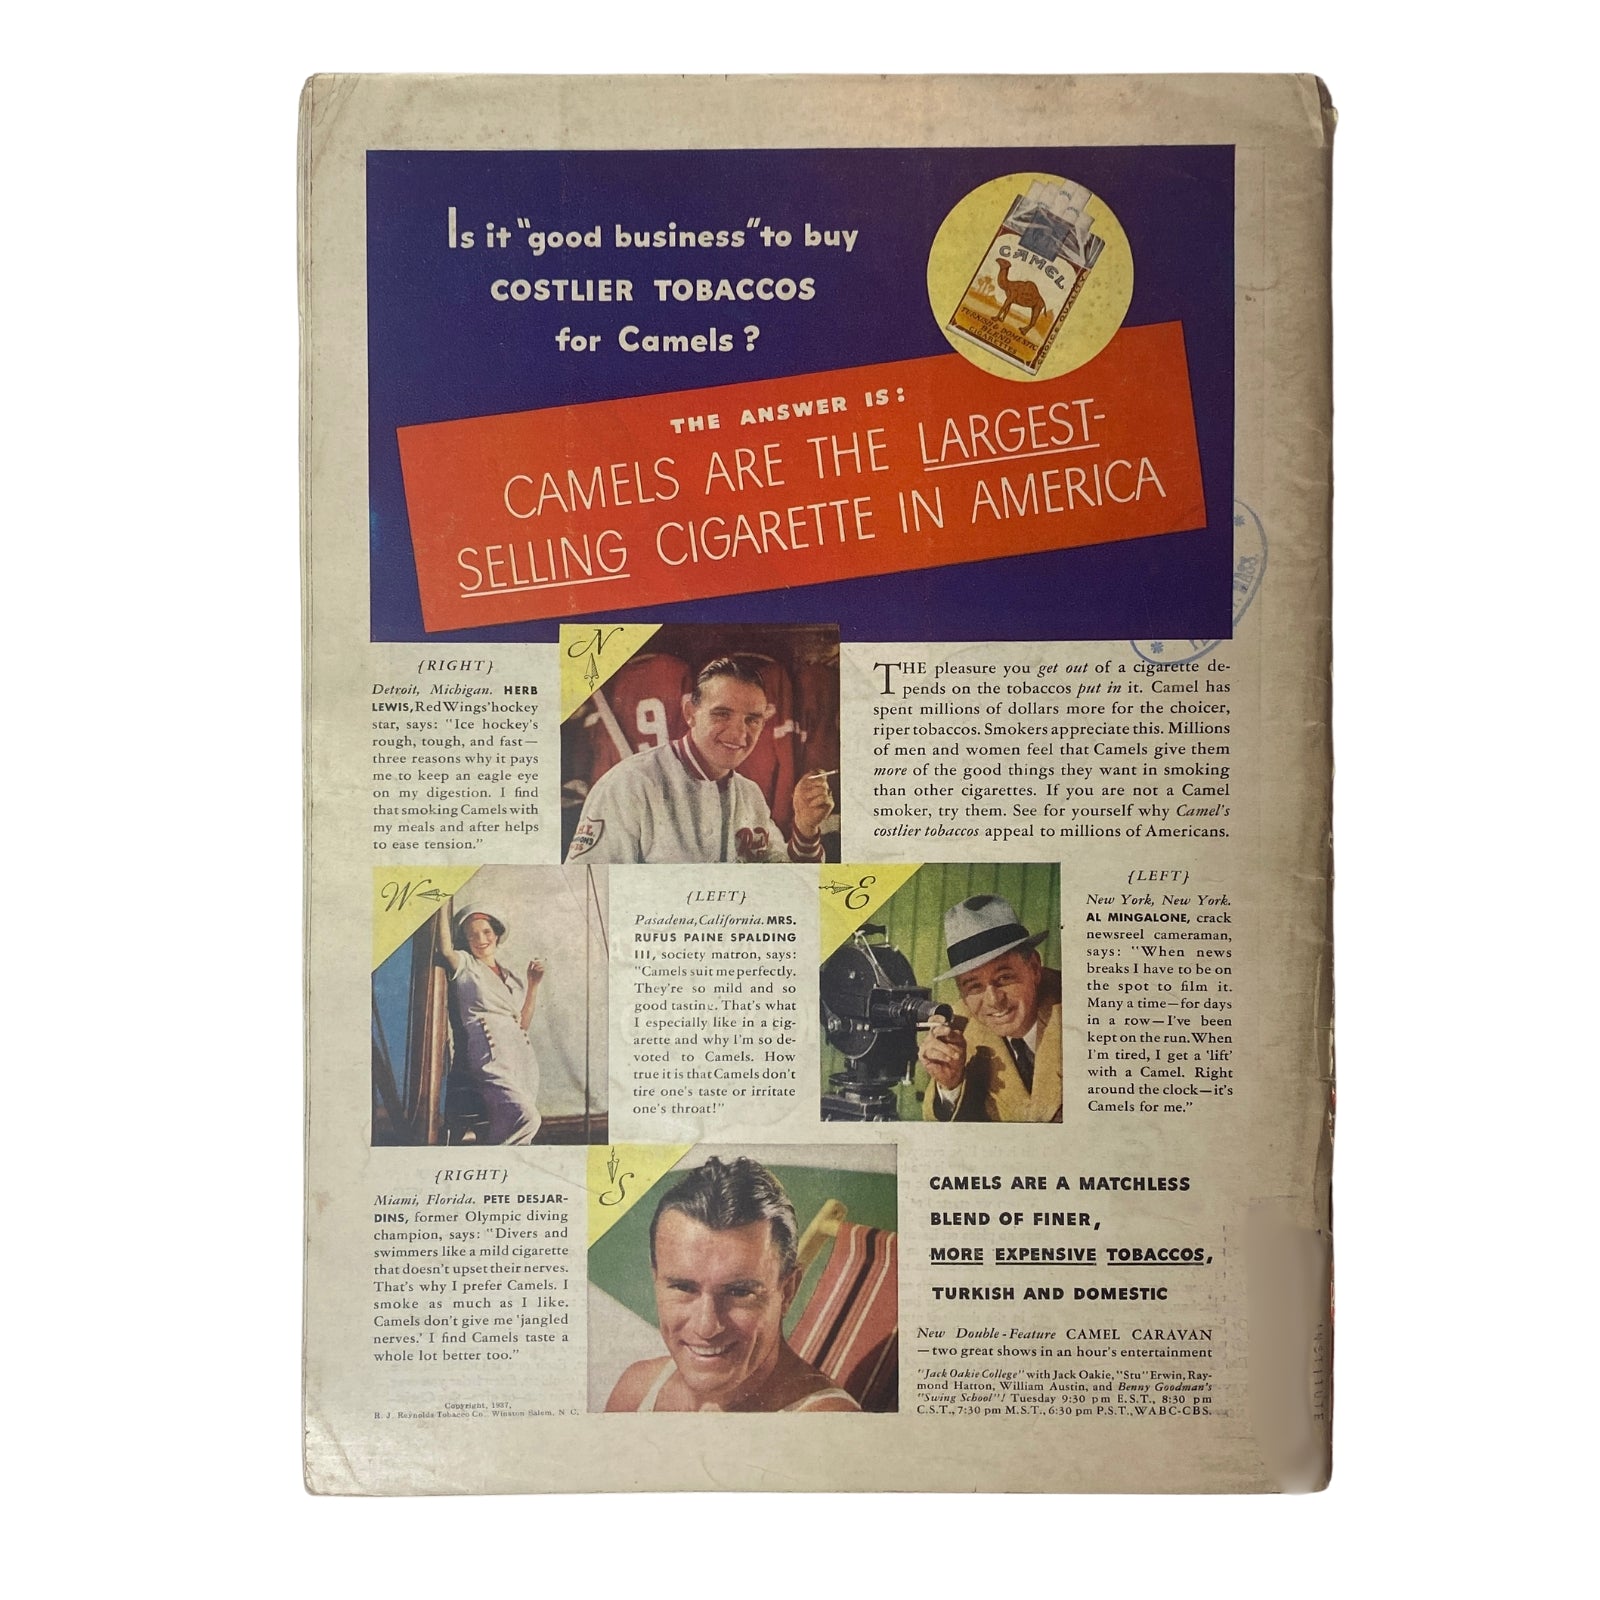 Is it "good business" to buy
COSTLIER TOBACCOS
for Camels?
CAMEL
TURKISH & DOMESTIC
BLEND
CIGARETTES
CHOICE QUALITY
THE ANSWER IS:
CAMELS ARE THE LARGEST-
SELLING CIGARETTE IN AMERICA
MASS.
N
{RIGHT}
Detroit, Michigan. HERB
LEWIS, Red Wings' hockey
star, says: "Ice hockey's
rough, tough, and fast—
three reasons why it pays
me to keep an eagle eye
on my digestion. I find
that smoking Camels with
my meals and after helps
to ease tension."
9
THE pleasure you get out of a cigarette de-
pends on the tobaccos put in it. Camel has
spent millions of dollars more for the choicer,
riper tobaccos. Smokers appreciate this. Millions
of men and women feel that Camels give them
more of the good things they want in smoking
than other cigarettes. If you are not a Camel
smoker, try them. See for yourself why Camel's
costlier tobaccos appeal to millions of Americans.
W
{LEFT}
Pasadena, California. MRS.
RUFUS PAINE SPALDING
III, society matron, says:
"Camels suit me perfectly.
They're so mild and so
good tasting. That's what
I especially like in a cig-
arette and why I'm so de-
voted to Camels. How
true it is that Camels don't
tire one's taste or irritate
one's throat!"
E
{LEFT}
New York, New York.
AL MINGALONE, crack
newsreel cameraman,
says: "When news
breaks I have to be on
the spot to film it.
Many a time—for days
in a row—I've been
kept on the run. When
I'm tired, I get a 'lift'
with a Camel. Right
around the clock—it's
Camels for me."
{RIGHT}
Miami, Florida. PETE DESJAR-
DINS, former Olympic diving
champion, says: "Divers and
swimmers like a mild cigarette
that doesn't upset their nerves.
That's why I prefer Camels. I
smoke as much as I like.
Camels don't give me 'jangled
nerves.' I find Camels taste a
whole lot better too."
S
CAMELS ARE A MATCHLESS
BLEND OF FINER,
MORE EXPENSIVE TOBACCOS,
TURKISH AND DOMESTIC
New Double-Feature CAMEL CARAVAN
—two great shows in an hour's entertainment
"Jack Oakie College" with Jack Oakie, "Stu" Erwin, Ray-
mond Hatton, William Austin, and Benny Goodman's
"Swing School"! Tuesday 9:30 pm E.S.T., 8:30 pm
C.S.T., 7:30 pm M.S.T., 6:30 pm P.S.T., WABC-CBS.
Copyright, 1937,
R. J. Reynolds Tobacco Co., Winston Salem, N. C.